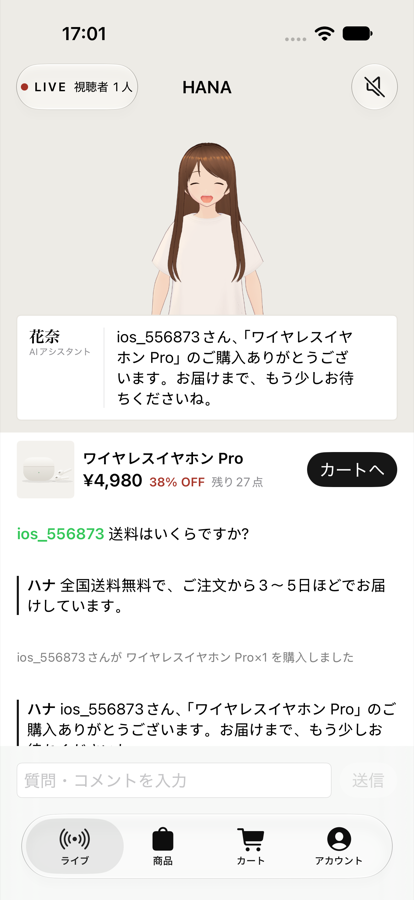 17:01
LIVE 視聴者 1人
HANA
花奈
AIアシスタント
ios_556873さん、「ワイヤレスイヤ
ホン Pro」のご購入ありがとうござ
います。お届けまで、もう少しお待
ちくださいね。
ワイヤレスイヤホン Pro
¥4,980 38% OFF 残り27点
カートへ
ios_556873 送料はいくらですか?
ハナ 全国送料無料で、ご注文から3〜5日ほどでお届
けしています。
ios_556873さんが ワイヤレスイヤホン Pro×1 を購入しました
ハナ ios_556873さん、「ワイヤレスイヤホン Pro」のご
購入ありがとうございます。お届けまで、もう少しお
質問・コメントを入力
送信
ライブ
商品
カート
アカウント